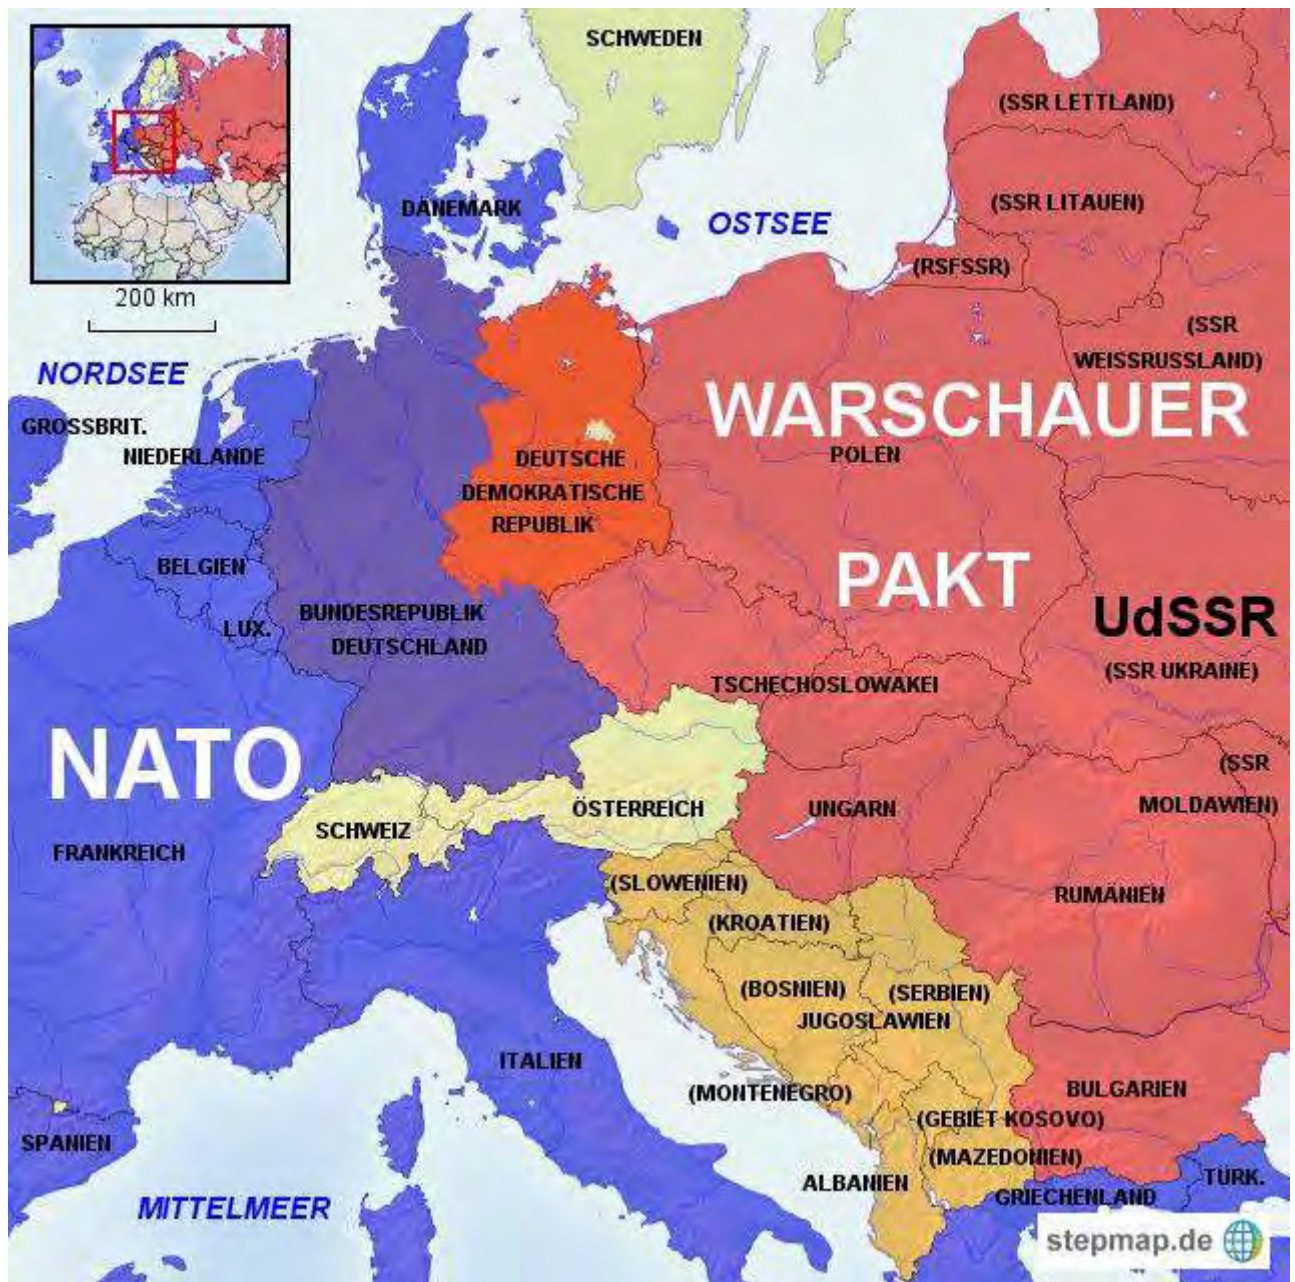 SCHWEDEN
(SSR LETTLAND)
(SSR LITAUEN)
DÄNEMARK
OSTSEE
(RSFSSR)
200 km
(SSR
WEISSRUSSLAND)
NORDSEE
WARSCHAUER
GROSSBRIT.
NIEDERLANDE
POLEN
DEUTSCHE
DEMOKRATISCHE
REPUBLIK
BELGIEN
PAKT
BUNDESREPUBLIK
DEUTSCHLAND
LUX.
UdSSR
(SSR UKRAINE)
TSCHECHOSLOWAKEI
NATO
(SSR
MOLDAWIEN)
ÖSTERREICH
UNGARN
SCHWEIZ
FRANKREICH
(SLOWENIEN)
RUMÄNIEN
(KROATIEN)
(BOSNIEN)
(SERBIEN)
JUGOSLAWIEN
ITALIEN
(MONTENEGRO)
BULGARIEN
(GEBIET KOSOVO)
SPANIEN
(MAZEDONIEN)
ALBANIEN
TÜRK.
GRIECHENLAND
MITTELMEER
stepmap.de